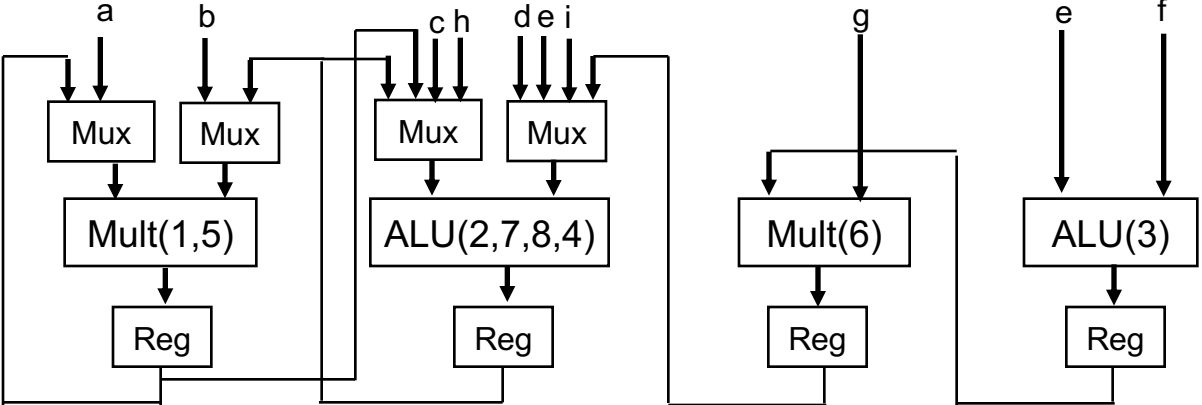 a b c h d e i g e f
Mux Mux Mux Mux
Mult(1,5) ALU(2,7,8,4) Mult(6) ALU(3)
Reg Reg Reg Reg